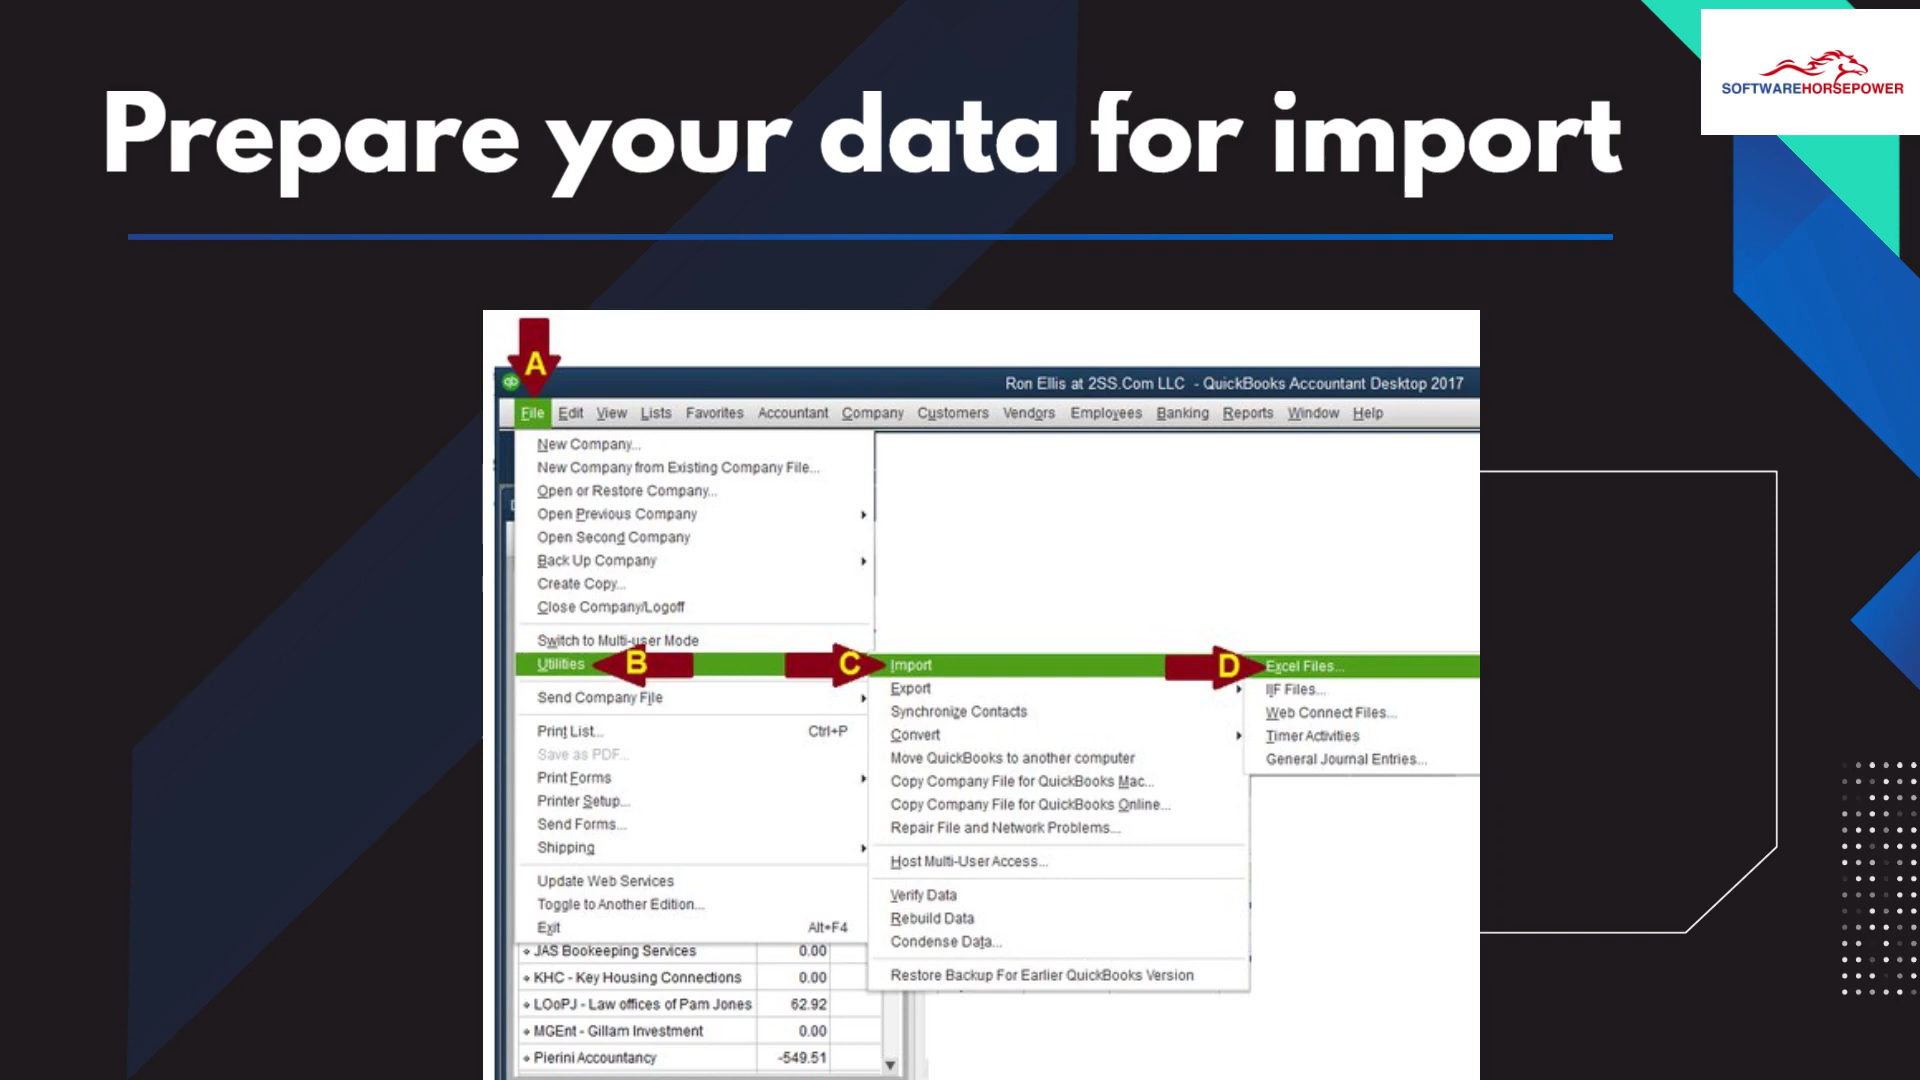 Prepare your data for import
SOFTWAREHORSEPOWER
A
qb
Ron Ellis at 2SS.Com LLC - QuickBooks Accountant Desktop 2017
File Edit View Lists Favorites Accountant Company Customers Vendors Employees Banking Reports Window Help
New Company...
New Company from Existing Company File...
Open or Restore Company...
Open Previous Company
Open Second Company
Back Up Company
Create Copy...
Close Company/Logoff
Switch to Multi-user Mode
Utilities B C Import D Excel Files...
Send Company File
Print List... Ctrl+P
Save as PDF...
Print Forms
Printer Setup...
Send Forms...
Shipping
Update Web Services
Toggle to Another Edition...
Exit Alt+F4
Export
Synchronize Contacts
Convert
Move QuickBooks to another computer
Copy Company File for QuickBooks Mac...
Copy Company File for QuickBooks Online...
Repair File and Network Problems...
Host Multi-User Access...
Verify Data
Rebuild Data
Condense Data...
Restore Backup For Earlier QuickBooks Version
IIF Files...
Web Connect Files...
Timer Activities
General Journal Entries...
JAS Bookeeping Services 0.00
KHC - Key Housing Connections 0.00
LOoPJ - Law offices of Pam Jones 62.92
MGEnt - Gillam Investment 0.00
Pierini Accountancy -549.51